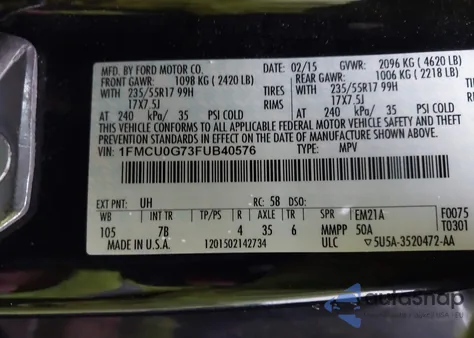 MFD. BY FORD MOTOR CO.
DATE: 02/15 GVWR: 2096 KG ( 4620 LB)
FRONT GAWR: 1098 KG ( 2420 LB) REAR GAWR: 1006 KG ( 2218 LB)
WITH 235/55R17 99H TIRES WITH 235/55R17 99H TIRES
17X7.5J RIMS 17X7.5J RIMS
AT 240 kPa/ 35 PSI COLD AT 240 kPa/ 35 PSI COLD
THIS VEHICLE CONFORMS TO ALL APPLICABLE FEDERAL MOTOR VEHICLE SAFETY AND THEFT
PREVENTION STANDARDS IN EFFECT ON THE DATE OF MANUFACTURE SHOWN ABOVE.
VIN: 1FMCU0G73FUB40576
TYPE: MPV
EXT PNT: UH RC: 5B
WB INT TR TP/PS R AXLE TR SPR EM21A F0075
105 7B 4 35 6 MMPP 50A T0301
MADE IN U.S.A. 1201502142734 ULC 5U5A-3520472-AA
autoshop